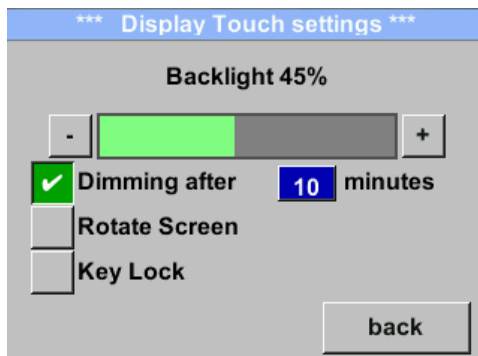 *** Display Touch settings ***
Backlight 45%
- +
✔ Dimming after 10 minutes
Rotate Screen
Key Lock
back